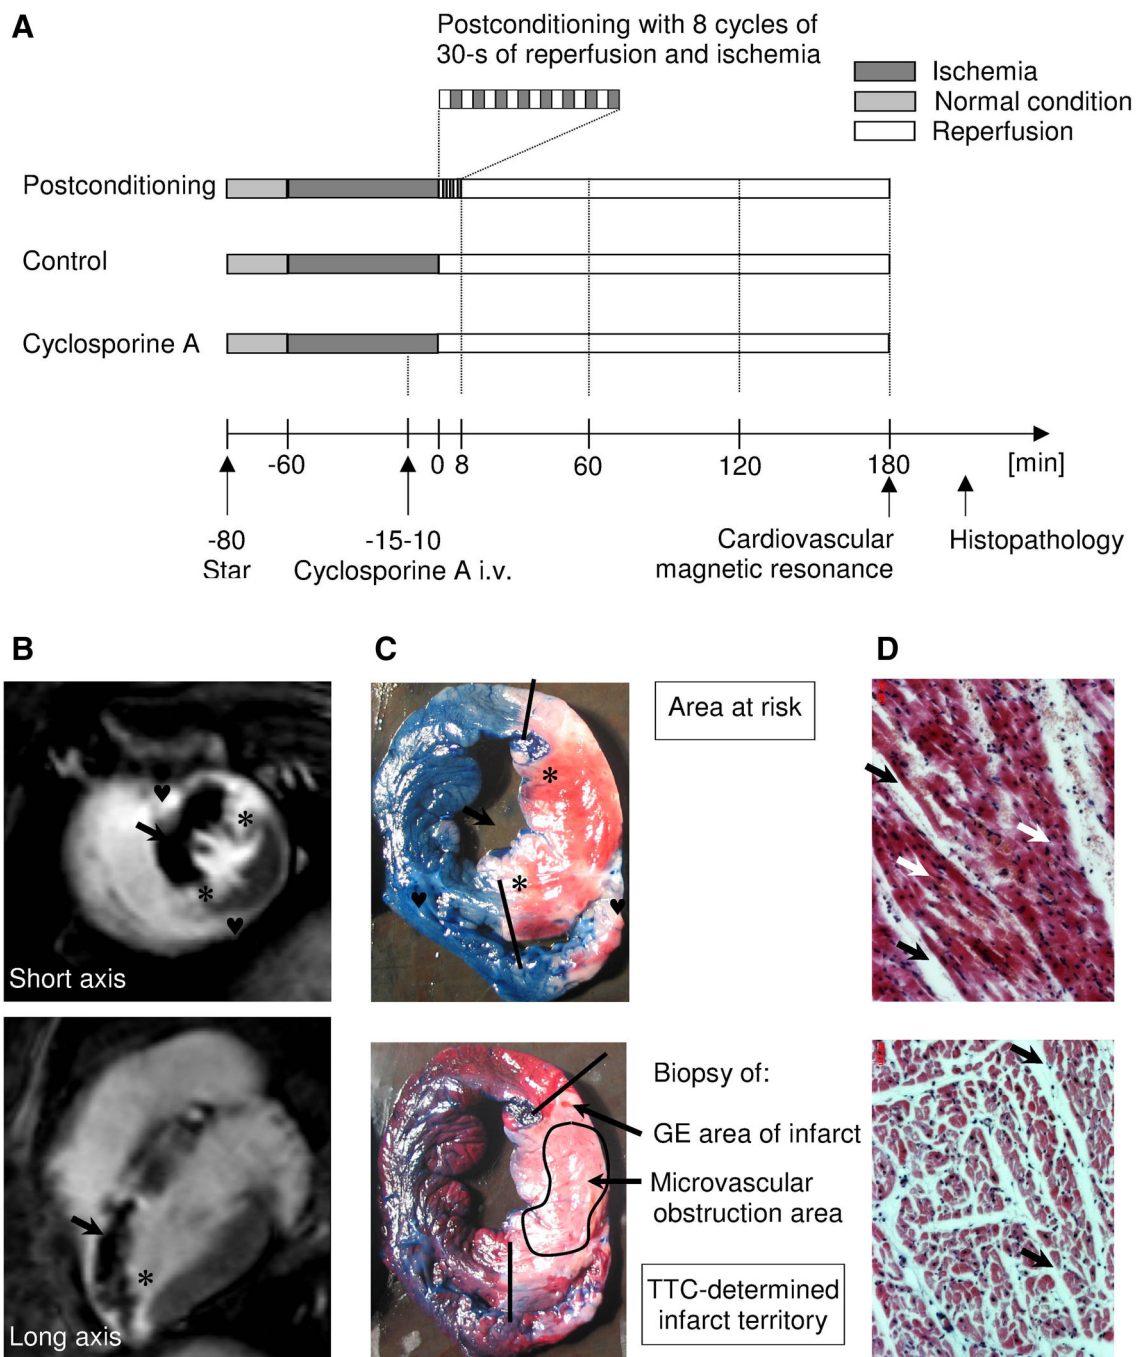 A
Postconditioning with 8 cycles of
30-s of reperfusion and ischemia
Ischemia
Normal condition
Reperfusion
Postconditioning
Control
Cyclosporine A
-60
0
8
60
120
180
[min]
-80
Star
-15-10
Cyclosporine A i.v.
Cardiovascular
magnetic resonance
Histopathology
B
C
D
Area at risk
Short axis
Biopsy of:
GE area of infarct
Microvascular
obstruction area
TTC-determined
infarct territory
Long axis